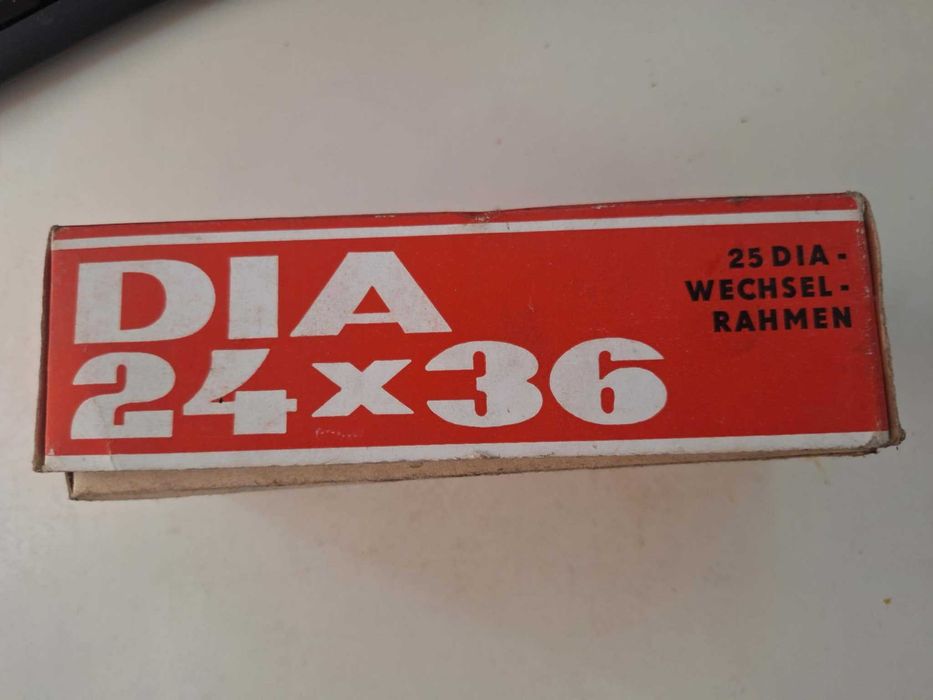 DIA
24x36
25 DIA-
WECHSEL-
RAHMEN